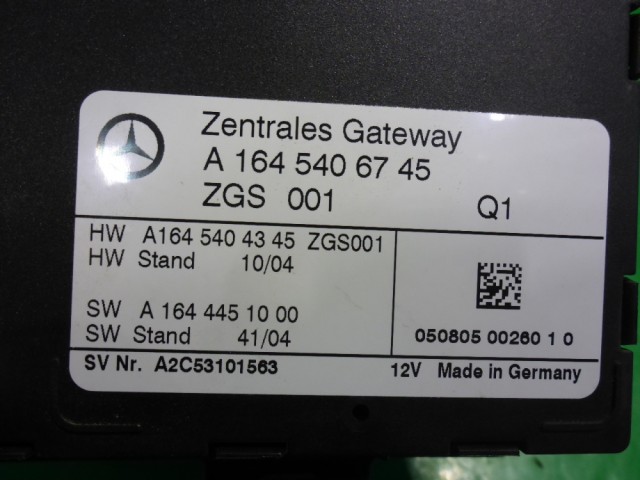 Zentrales Gateway
A 164 540 67 45
ZGS 001 Q1
HW A164 540 43 45 ZGS001
HW Stand 10/04
SW A 164 445 10 00
SW Stand 41/04
050805 00260 1 0
SV Nr. A2C53101563
12V Made in Germany